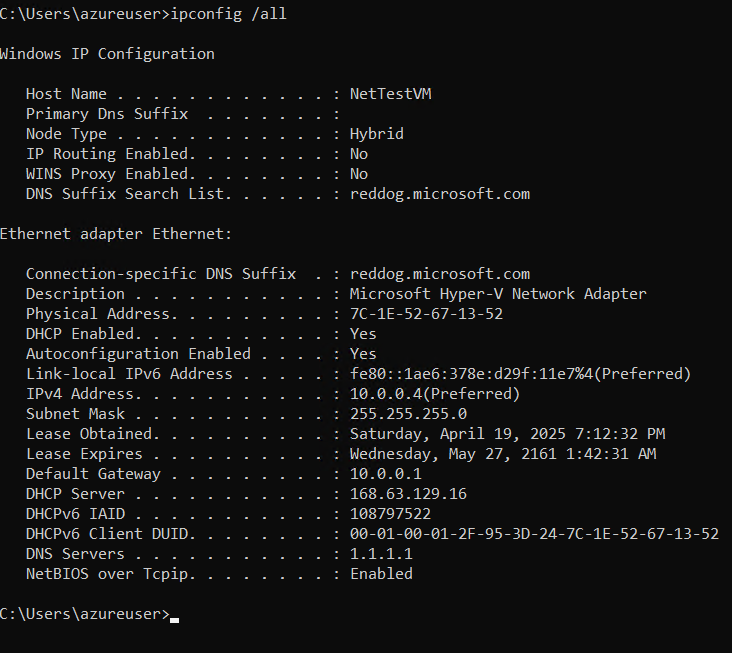 C:\Users\azureuser>ipconfig /all
Windows IP Configuration
Host Name . . . . . . . . . . . . : NetTestVM
Primary Dns Suffix . . . . . . . :
Node Type . . . . . . . . . . . . : Hybrid
IP Routing Enabled. . . . . . . . : No
WINS Proxy Enabled. . . . . . . . : No
DNS Suffix Search List. . . . . . : reddog.microsoft.com
Ethernet adapter Ethernet:
Connection-specific DNS Suffix . : reddog.microsoft.com
Description . . . . . . . . . . . : Microsoft Hyper-V Network Adapter
Physical Address. . . . . . . . . : 7C-1E-52-67-13-52
DHCP Enabled. . . . . . . . . . . : Yes
Autoconfiguration Enabled . . . . : Yes
Link-local IPv6 Address . . . . . : fe80::1ae6:378e:d29f:11e7%4(Preferred)
IPv4 Address. . . . . . . . . . . : 10.0.0.4(Preferred)
Subnet Mask . . . . . . . . . . . : 255.255.255.0
Lease Obtained. . . . . . . . . . : Saturday, April 19, 2025 7:12:32 PM
Lease Expires . . . . . . . . . . : Wednesday, May 27, 2161 1:42:31 AM
Default Gateway . . . . . . . . . : 10.0.0.1
DHCP Server . . . . . . . . . . . : 168.63.129.16
DHCPv6 IAID . . . . . . . . . . . : 108797522
DHCPv6 Client DUID. . . . . . . . : 00-01-00-01-2F-95-3D-24-7C-1E-52-67-13-52
DNS Servers . . . . . . . . . . . : 1.1.1.1
NetBIOS over Tcpip. . . . . . . . : Enabled
C:\Users\azureuser>